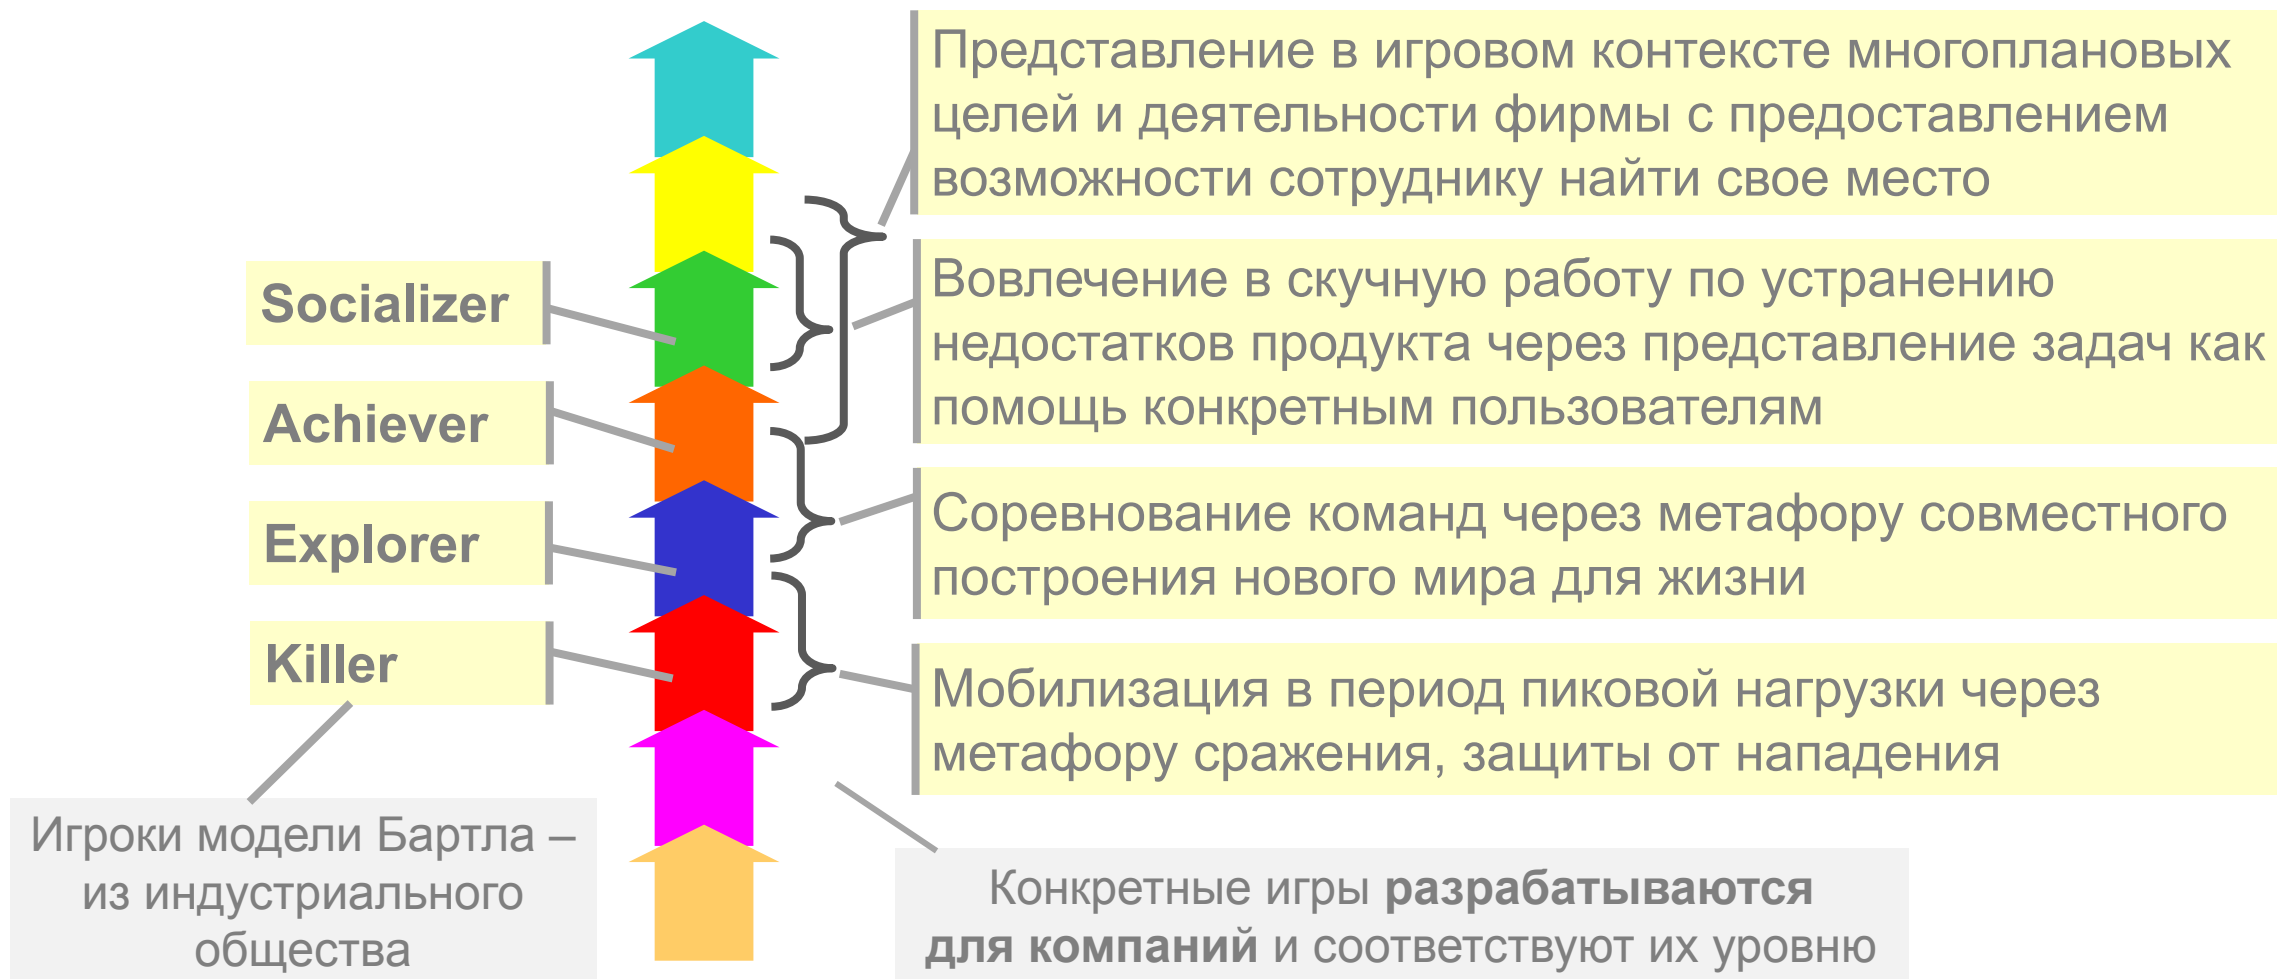 Представление в игровом контексте многоплановых
целей и деятельности фирмы с предоставлением
возможности сотруднику найти свое место
Socializer
Вовлечение в скучную работу по устранению
недостатков продукта через представление задач как
помощь конкретным пользователям
Achiever
Explorer
Соревнование команд через метафору совместного
построения нового мира для жизни
Killer
Мобилизация в период пиковой нагрузки через
метафору сражения, защиты от нападения
Игроки модели Бартла –
из индустриального
общества
Конкретные игры разрабатываются
для компаний и соответствуют их уровню